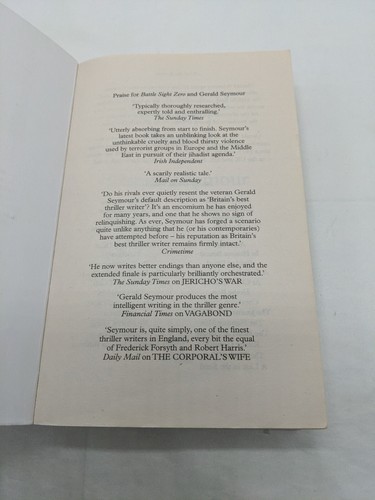 Praise for Battle Sight Zero and Gerald Seymour
'Typically thoroughly researched,
expertly told and enthralling.'
The Sunday Times
'Utterly absorbing from start to finish. Seymour's
latest book takes an unblinking look at the
unthinkable cruelty and blood thirsty violence
used by terrorist groups in Europe and the Middle
East in pursuit of their jihadist agenda.'
Irish Independent
'A scarily realistic tale.'
Mail on Sunday
'Do his rivals ever quietly resent the veteran Gerald
Seymour's default description as 'Britain's best
thriller writer'? It's an encomium he has enjoyed
for many years, and one that he shows no sign of
relinquishing. As ever, Seymour has forged a scenario
quite unlike anything that he (or his contemporaries)
have attempted before – his reputation as Britain's
best thriller writer remains firmly intact.'
Crimetime
'He now writes better endings than anyone else, and the
extended finale is particularly brilliantly orchestrated.'
The Sunday Times on JERICHO'S WAR
'Gerald Seymour produces the most
intelligent writing in the thriller genre.'
Financial Times on VAGABOND
'Seymour is, quite simply, one of the finest
thriller writers in England, every bit the equal
of Frederick Forsyth and Robert Harris.'
Daily Mail on THE CORPORAL'S WIFE